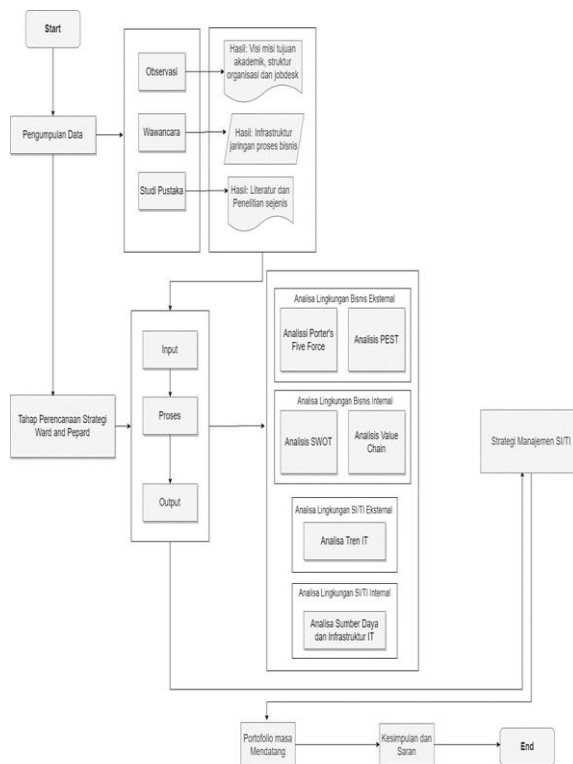 Start
Pengumpulan Data
Observasi
Wawancara
Studi Pustaka
Hasil: Visi misi tujuan
akademik, struktur
organisasi dan jobdesk
Hasil: Infrastruktur
jaringan proses bisnis
Hasil: Literatur dan
Penelitian sejenis
Tahap Perencanaan Strategi
Ward and Pepard
Input
Proses
Output
Analisa Lingkungan Bisnis Eksternal
Analissi Porter's
Five Force
Analisis PEST
Analisa Lingkungan Bisnis Internal
Analisis SWOT
Analisis Value
Chain
Analisa Lingkungan SI/TI Eksternal
Analisa Tren IT
Analisa Lingkungan SI/TI Internal
Analisa Sumber Daya
dan Infrastruktur IT
Strategi Manajemen SI/TI
Portofolio masa
Mendatang
Kesimpulan dan
Saran
End